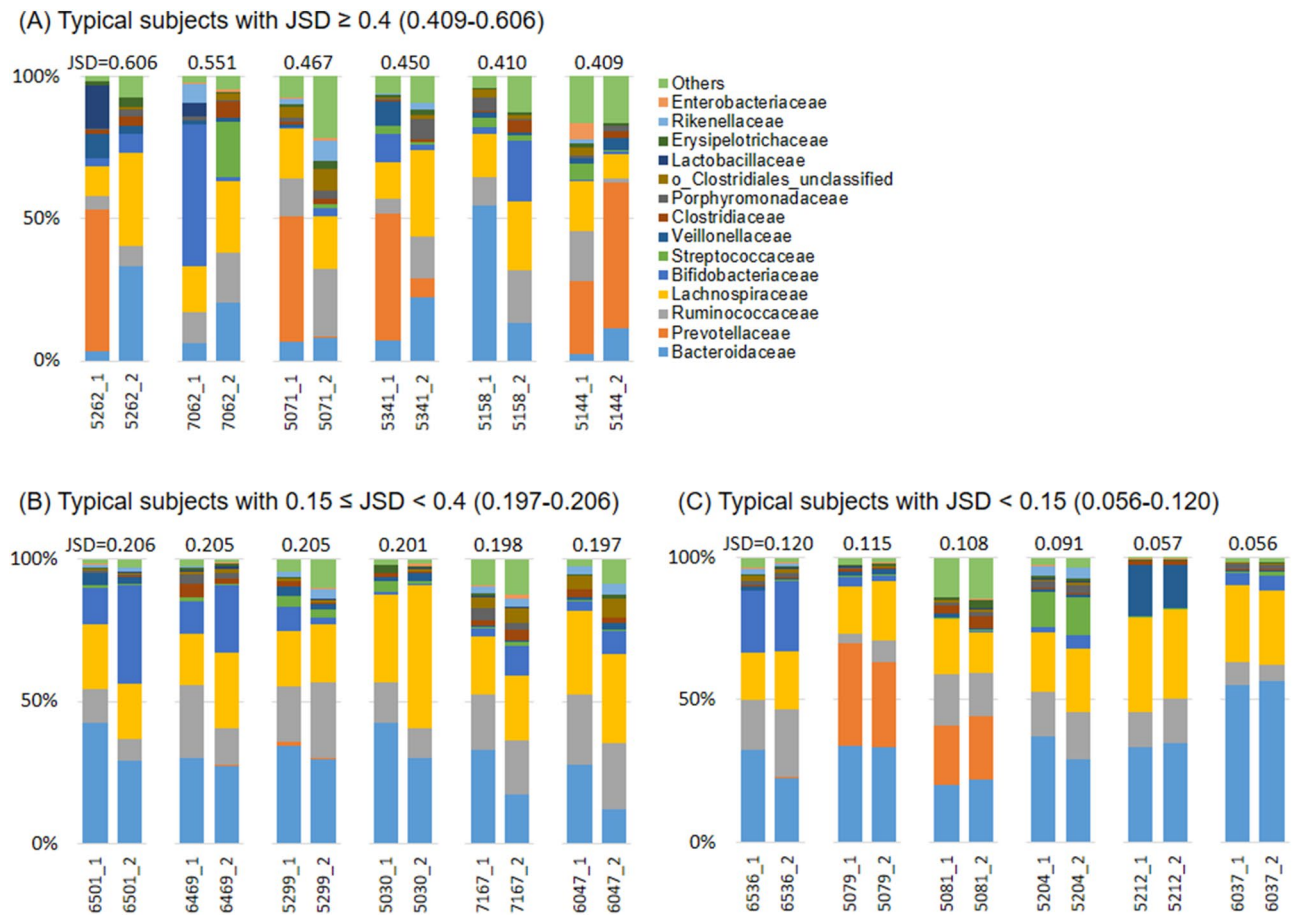 (A) Typical subjects with JSD ≥ 0.4 (0.409-0.606)
JSD=0.606 0.551 0.467 0.450 0.410 0.409
100%
50%
0%
Others
Enterobacteriaceae
Rikenellaceae
Erysipelotrichaceae
Lactobacillaceae
o_Clostridiales_unclassified
Porphyromonadaceae
Clostridiaceae
Veillonellaceae
Streptococcaceae
Bifidobacteriaceae
Lachnospiraceae
Ruminococcaceae
Prevotellaceae
Bacteroidaceae
5262_1 5262_2 7062_1 7062_2 5071_1 5071_2 5341_1 5341_2 5158_1 5158_2 5144_1 5144_2
(B) Typical subjects with 0.15 ≤ JSD < 0.4 (0.197-0.206)
JSD=0.206 0.205 0.205 0.201 0.198 0.197
100%
50%
0%
6501_1 6501_2 6469_1 6469_2 5299_1 5299_2 5030_1 5030_2 7167_1 7167_2 6047_1 6047_2
(C) Typical subjects with JSD < 0.15 (0.056-0.120)
JSD=0.120 0.115 0.108 0.091 0.057 0.056
100%
50%
0%
6536_1 6536_2 5079_1 5079_2 5081_1 5081_2 5204_1 5204_2 5212_1 5212_2 6037_1 6037_2